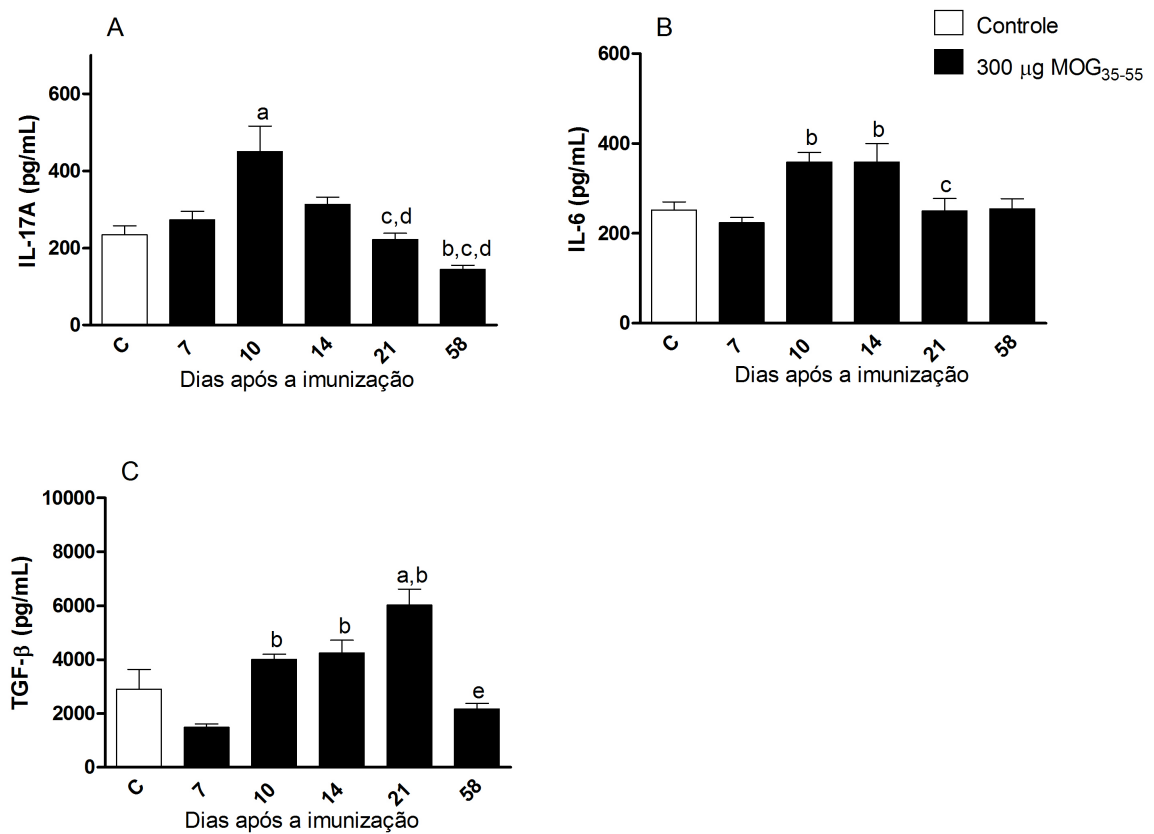 A
IL-17A (pg/mL)
600
400
200
0
a
c,d
b,c,d
C
7
10
14
21
58
Dias após a imunização
B
Controle
300 µg MOG35-55
IL-6 (pg/mL)
600
400
200
0
b
b
c
C
7
10
14
21
58
Dias após a imunização
C
TGF-β (pg/mL)
10000
8000
6000
4000
2000
0
b
b
a,b
e
C
7
10
14
21
58
Dias após a imunização